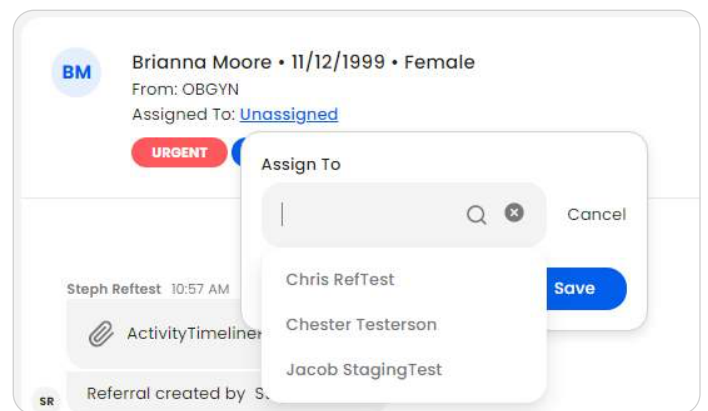 BM
Brianna Moore • 11/12/1999 • Female
From: OBGYN
Assigned To: Unassigned
URGENT
Assign To
Cancel
Chris RefTest
Save
Chester Testerson
Jacob StagingTest
Steph Reftest 10:57 AM
SR
Referral created by